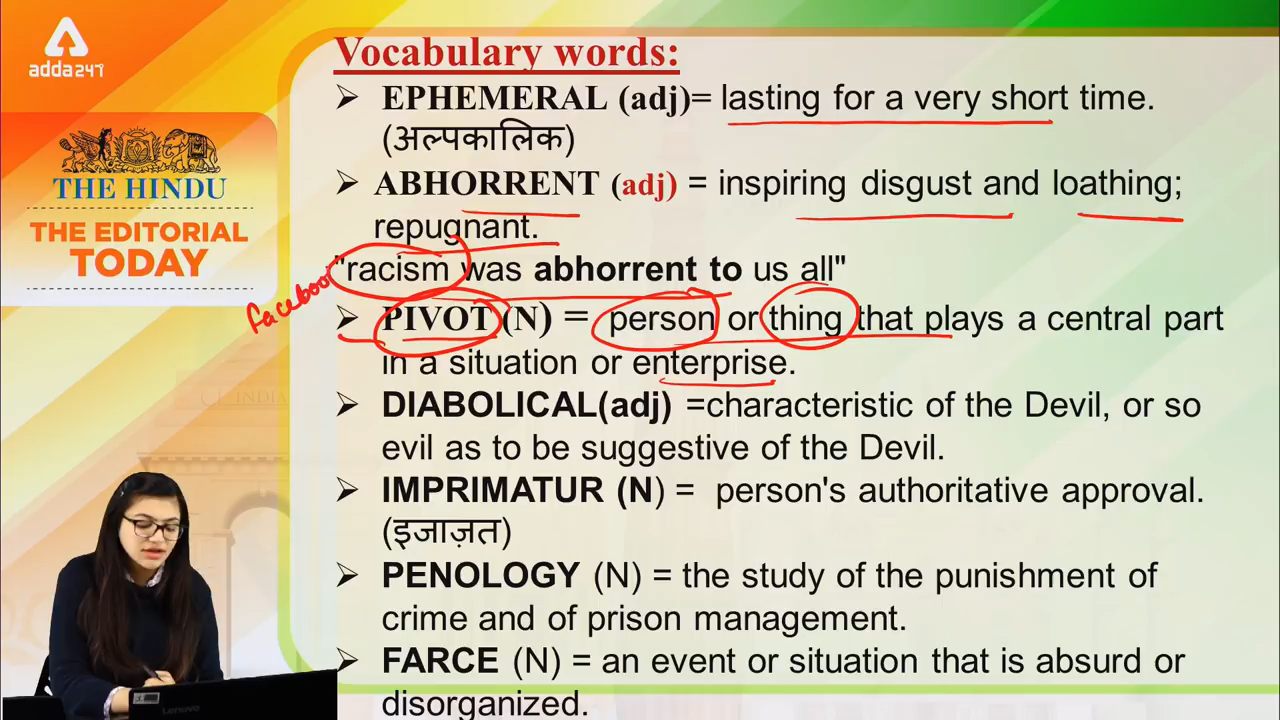 adda247
THE HINDU
THE EDITORIAL
TODAY
Vocabulary words:
➢ EPHEMERAL (adj)= lasting for a very short time.
(अल्पकालिक)
➢ ABHORRENT (adj) = inspiring disgust and loathing;
repugnant.
"racism was abhorrent to us all"
facebook
➢ PIVOT (N) = person or thing that plays a central part
in a situation or enterprise.
➢ DIABOLICAL(adj) =characteristic of the Devil, or so
evil as to be suggestive of the Devil.
➢ IMPRIMATUR (N) = person's authoritative approval.
(इजाज़त)
➢ PENOLOGY (N) = the study of the punishment of
crime and of prison management.
➢ FARCE (N) = an event or situation that is absurd or
disorganized.
Lenovo